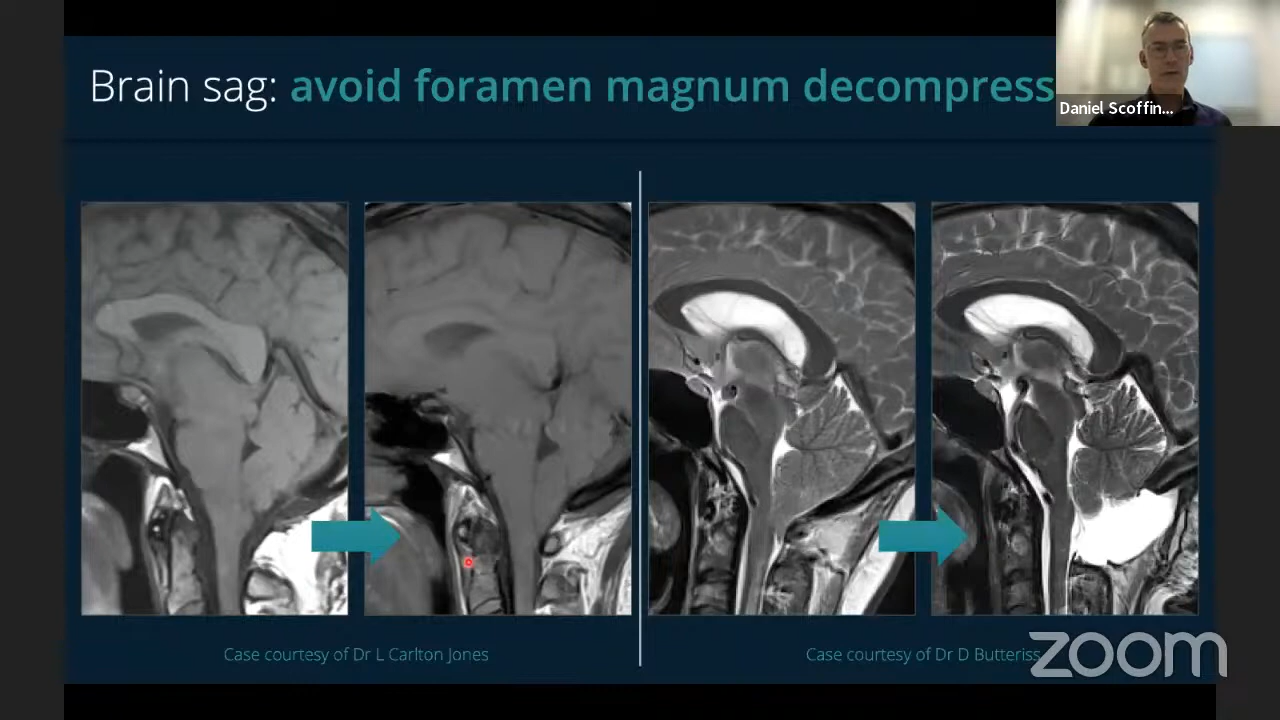 Brain sag: avoid foramen magnum decompress
Daniel Scoffin...
Case courtesy of Dr L Carlton Jones
Case courtesy of Dr D Butteriss
zoom